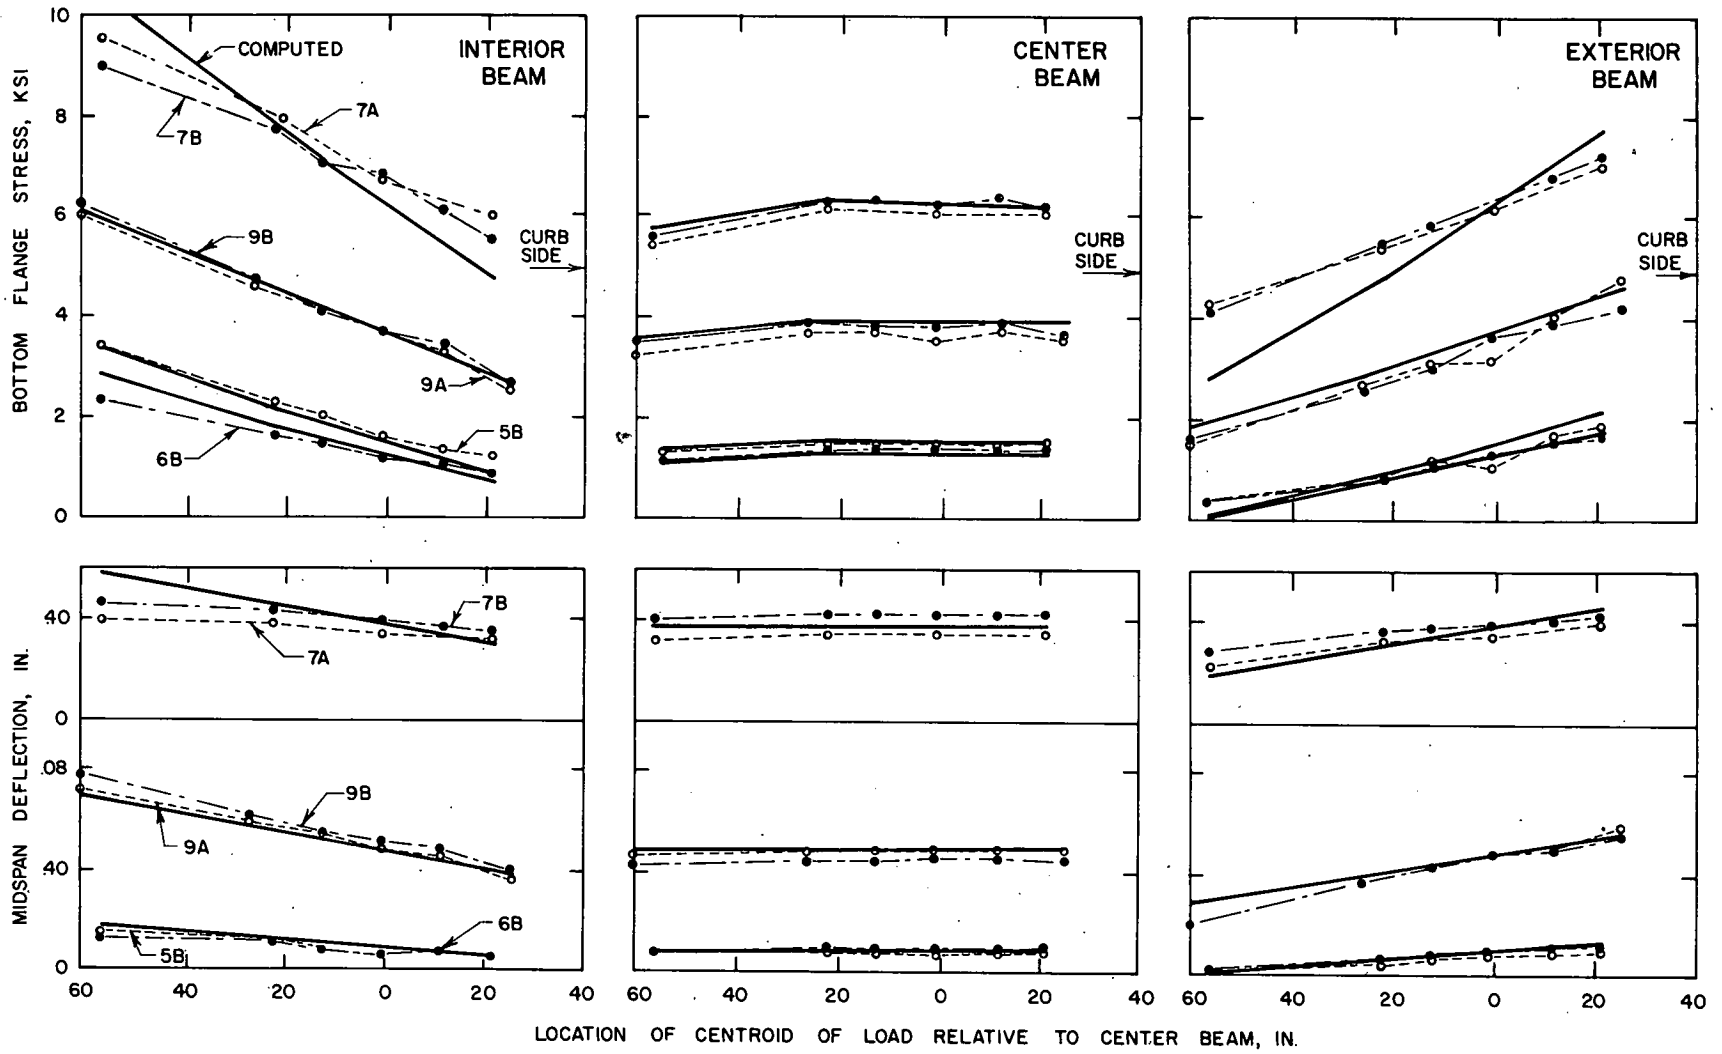 BOTTOM FLANGE STRESS, KSI
10
8
6
4
2
0
COMPUTED
INTERIOR
BEAM
7A
7B
9B
9A
5B
6B
CURB
SIDE
CENTER
BEAM
CURB
SIDE
EXTERIOR
BEAM
CURB
SIDE
MIDSPAN DEFLECTION, IN.
.40
0
.08
.40
0
7B
7A
9B
9A
6B
5B
60 40 20 0 20 40
60 40 20 0 20 40
60 40 20 0 20 40
LOCATION OF CENTROID OF LOAD RELATIVE TO CENTER BEAM, IN.